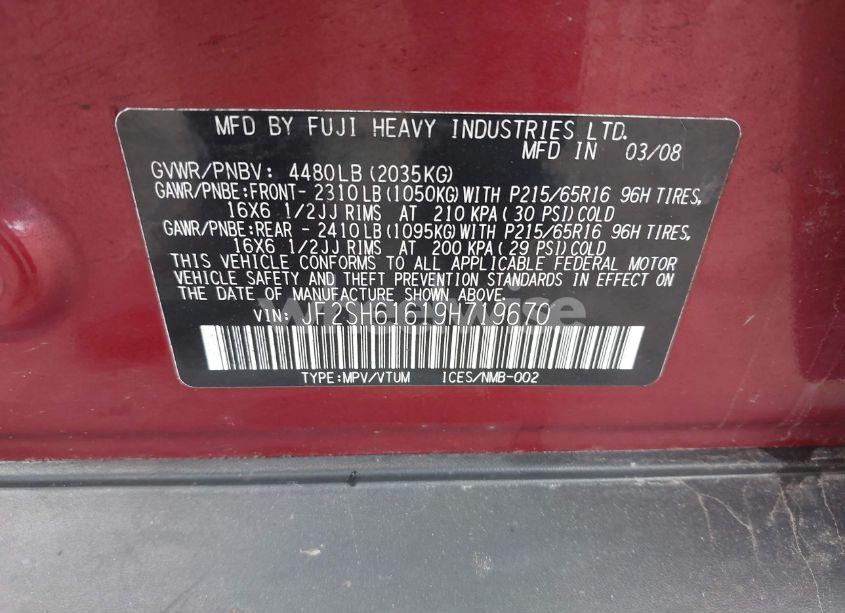 MFD BY FUJI HEAVY INDUSTRIES LTD.
MFD IN 03/08
GVWR/PNBV: 4480LB (2035KG)
GAWR/PNBE:FRONT- 2310LB (1050KG) WITH P215/65R16 96H TIRES,
16X6 1/2JJ RIMS AT 210 KPA (30 PSI) COLD
GAWR/PNBE:REAR - 2410LB (1095KG) WITH P215/65R16 96H TIRES,
16X6 1/2JJ RIMS AT 200 KPA (29 PSI) COLD
THIS VEHICLE CONFORMS TO ALL APPLICABLE FEDERAL MOTOR
VEHICLE SAFETY AND THEFT PREVENTION STANDARDS IN EFFECT ON
THE DATE OF MANUFACTURE SHOWN ABOVE.
VIN: JF2SH61619H719670
TYPE:MPV/VTUM ICES/NMB-002